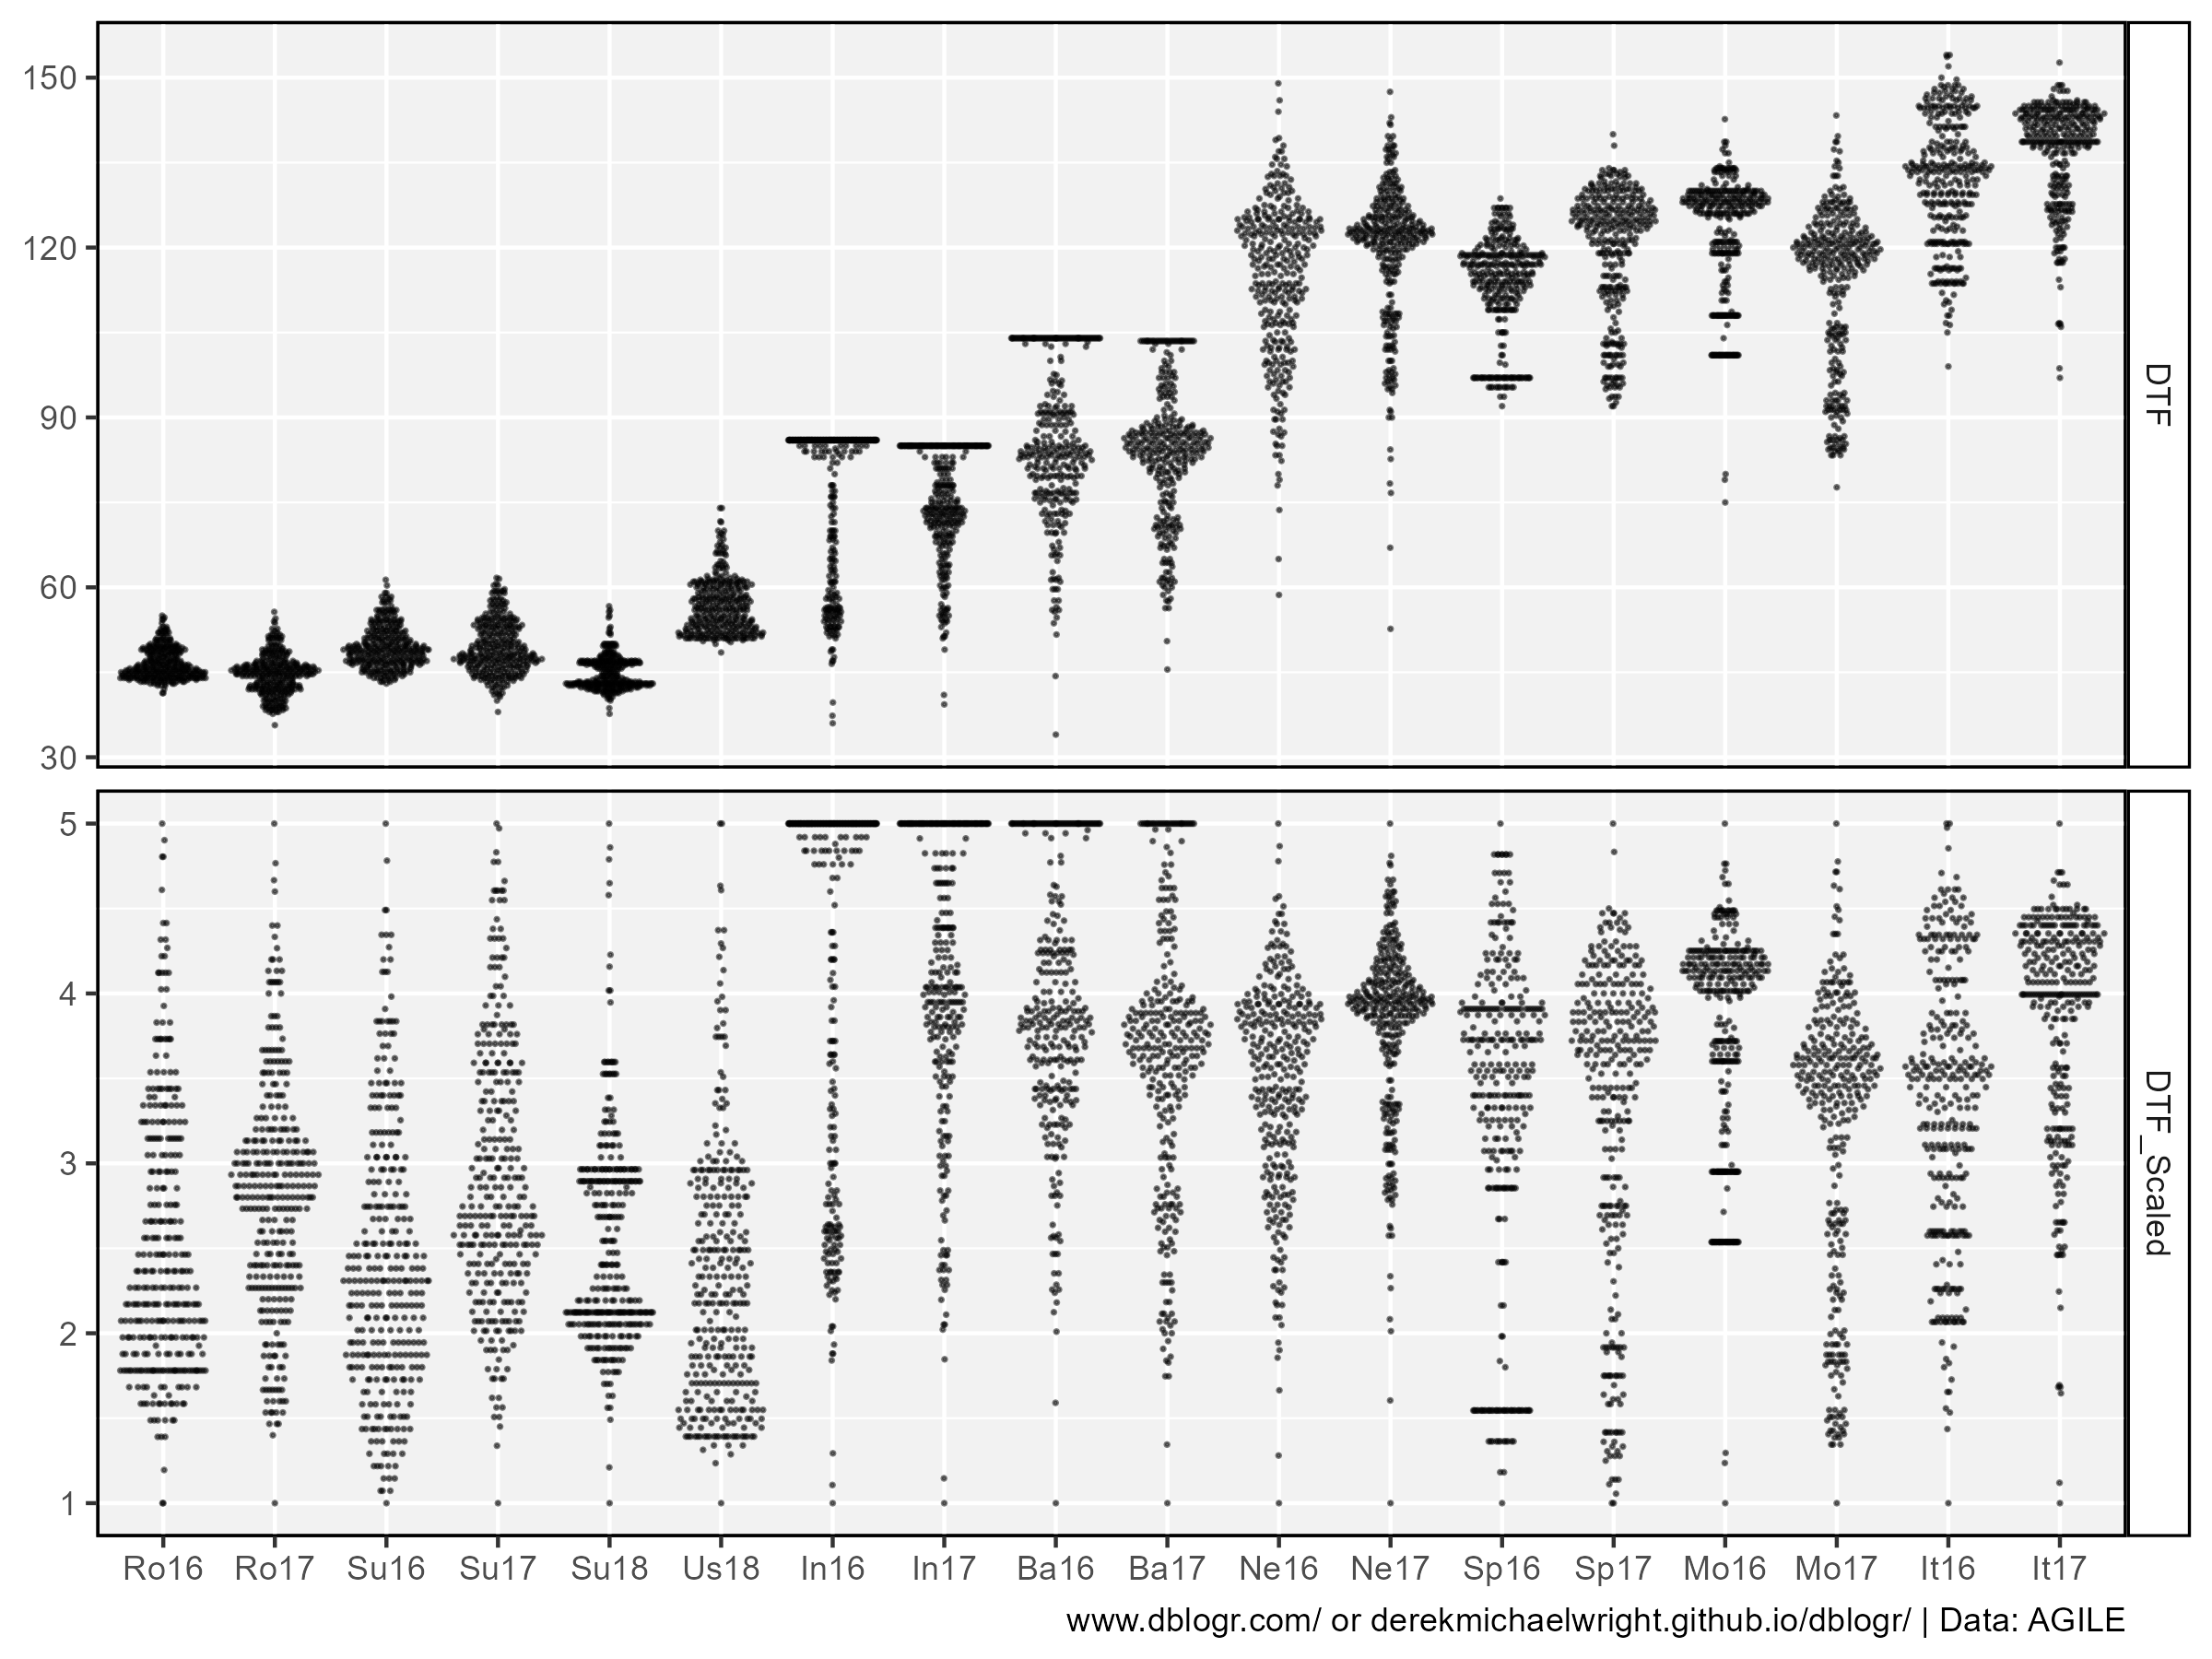 150
120
90
60
30
DTF
5
4
3
2
1
DTF_Scaled
Ro16 Ro17 Su16 Su17 Su18 Us18 In16 In17 Ba16 Ba17 Ne16 Ne17 Sp16 Sp17 Mo16 Mo17 It16 It17
www.dblogr.com/ or derekmichaelwright.github.io/dblogr/ | Data: AGILE